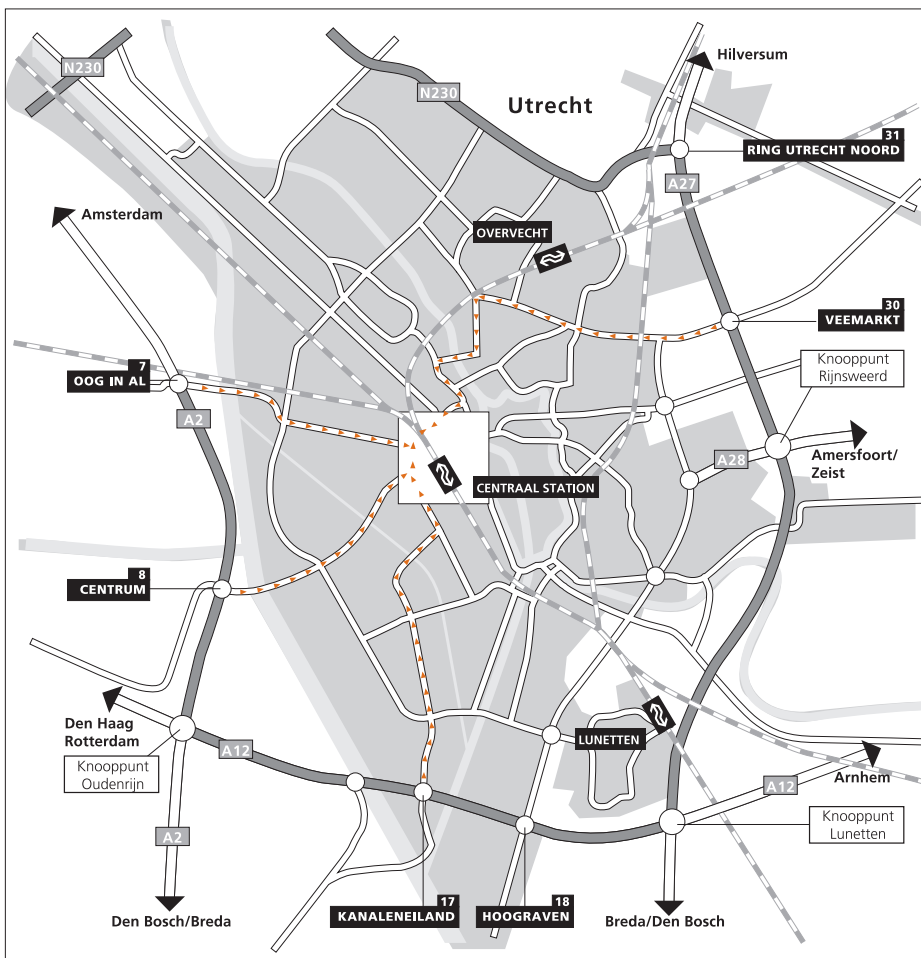 N230
N230
Utrecht
Hilversum
31
RING UTRECHT NOORD
A27
Amsterdam
OVERVECHT
30
VEEMARKT
7
OOG IN AL
A2
Knooppunt
Rijnsweerd
A28
Amersfoort/
Zeist
CENTRAAL STATION
8
CENTRUM
Den Haag
Rotterdam
Knooppunt
Oudenrijn
A12
LUNETTEN
Arnhem
A12
Knooppunt
Lunetten
A2
Den Bosch/Breda
17
KANALENEILAND
18
HOOGRAVEN
Breda/Den Bosch